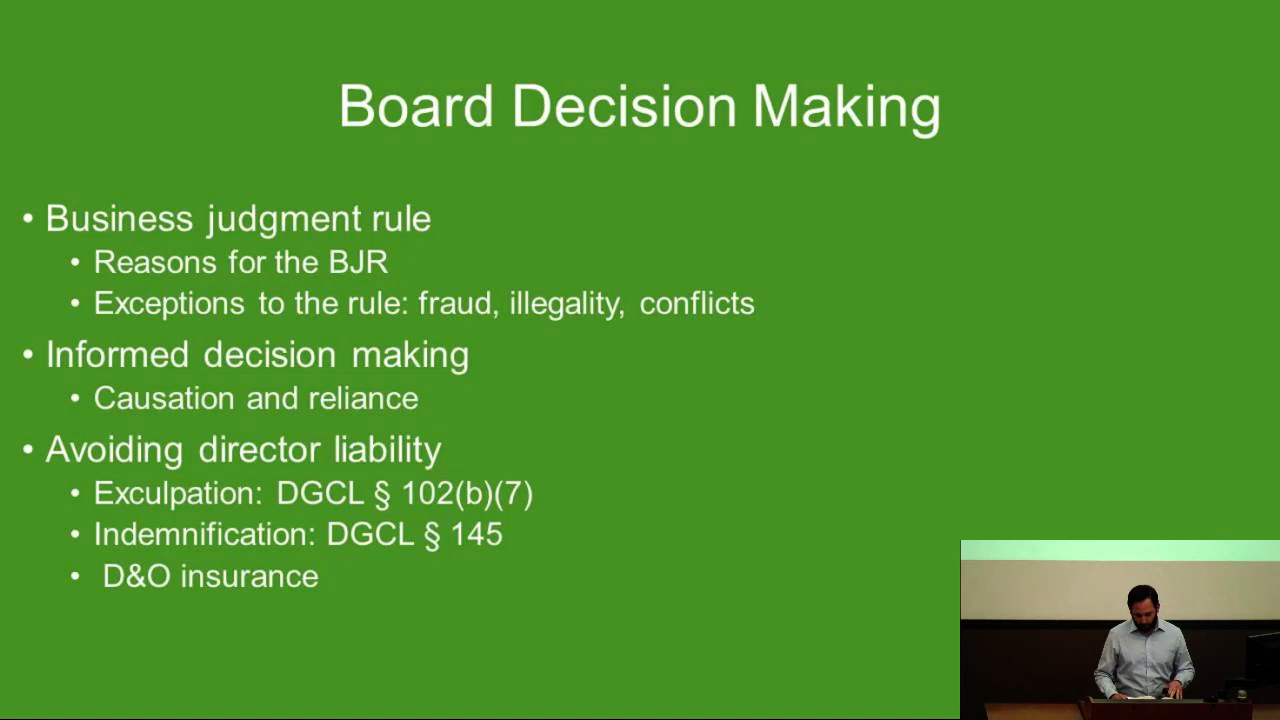 Board Decision Making
• Business judgment rule
• Reasons for the BJR
• Exceptions to the rule: fraud, illegality, conflicts
• Informed decision making
• Causation and reliance
• Avoiding director liability
• Exculpation: DGCL § 102(b)(7)
• Indemnification: DGCL § 145
• D&O insurance